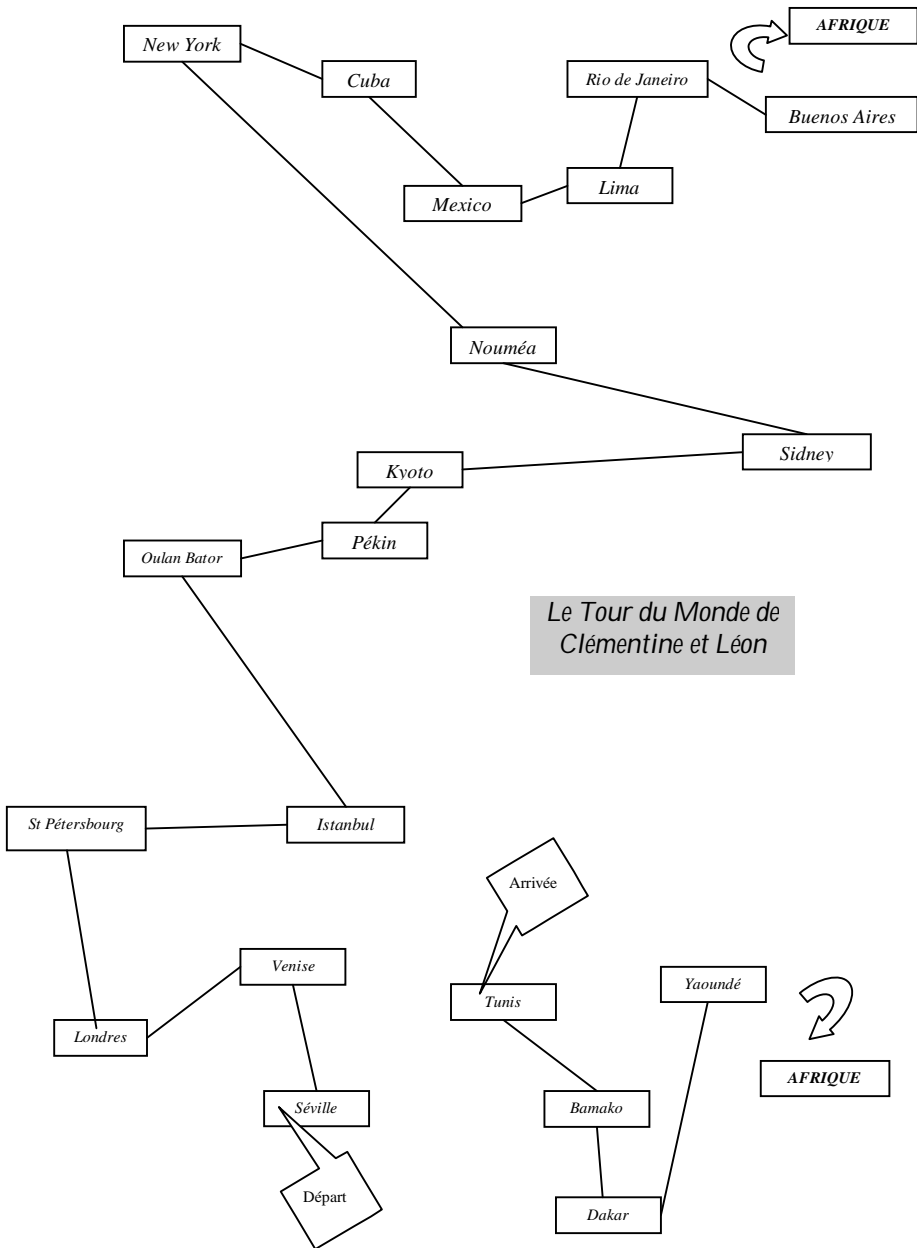 AFRIQUE
New York
Cuba
Rio de Janeiro
Buenos Aires
Lima
Mexico
Nouméa
Sidney
Kyoto
Pékin
Oulan Bator
Le Tour du Monde de
Clémentine et Léon
St Pétersbourg
Istanbul
Arrivée
Venise
Yaoundé
Tunis
Londres
AFRIQUE
Séville
Bamako
Départ
Dakar